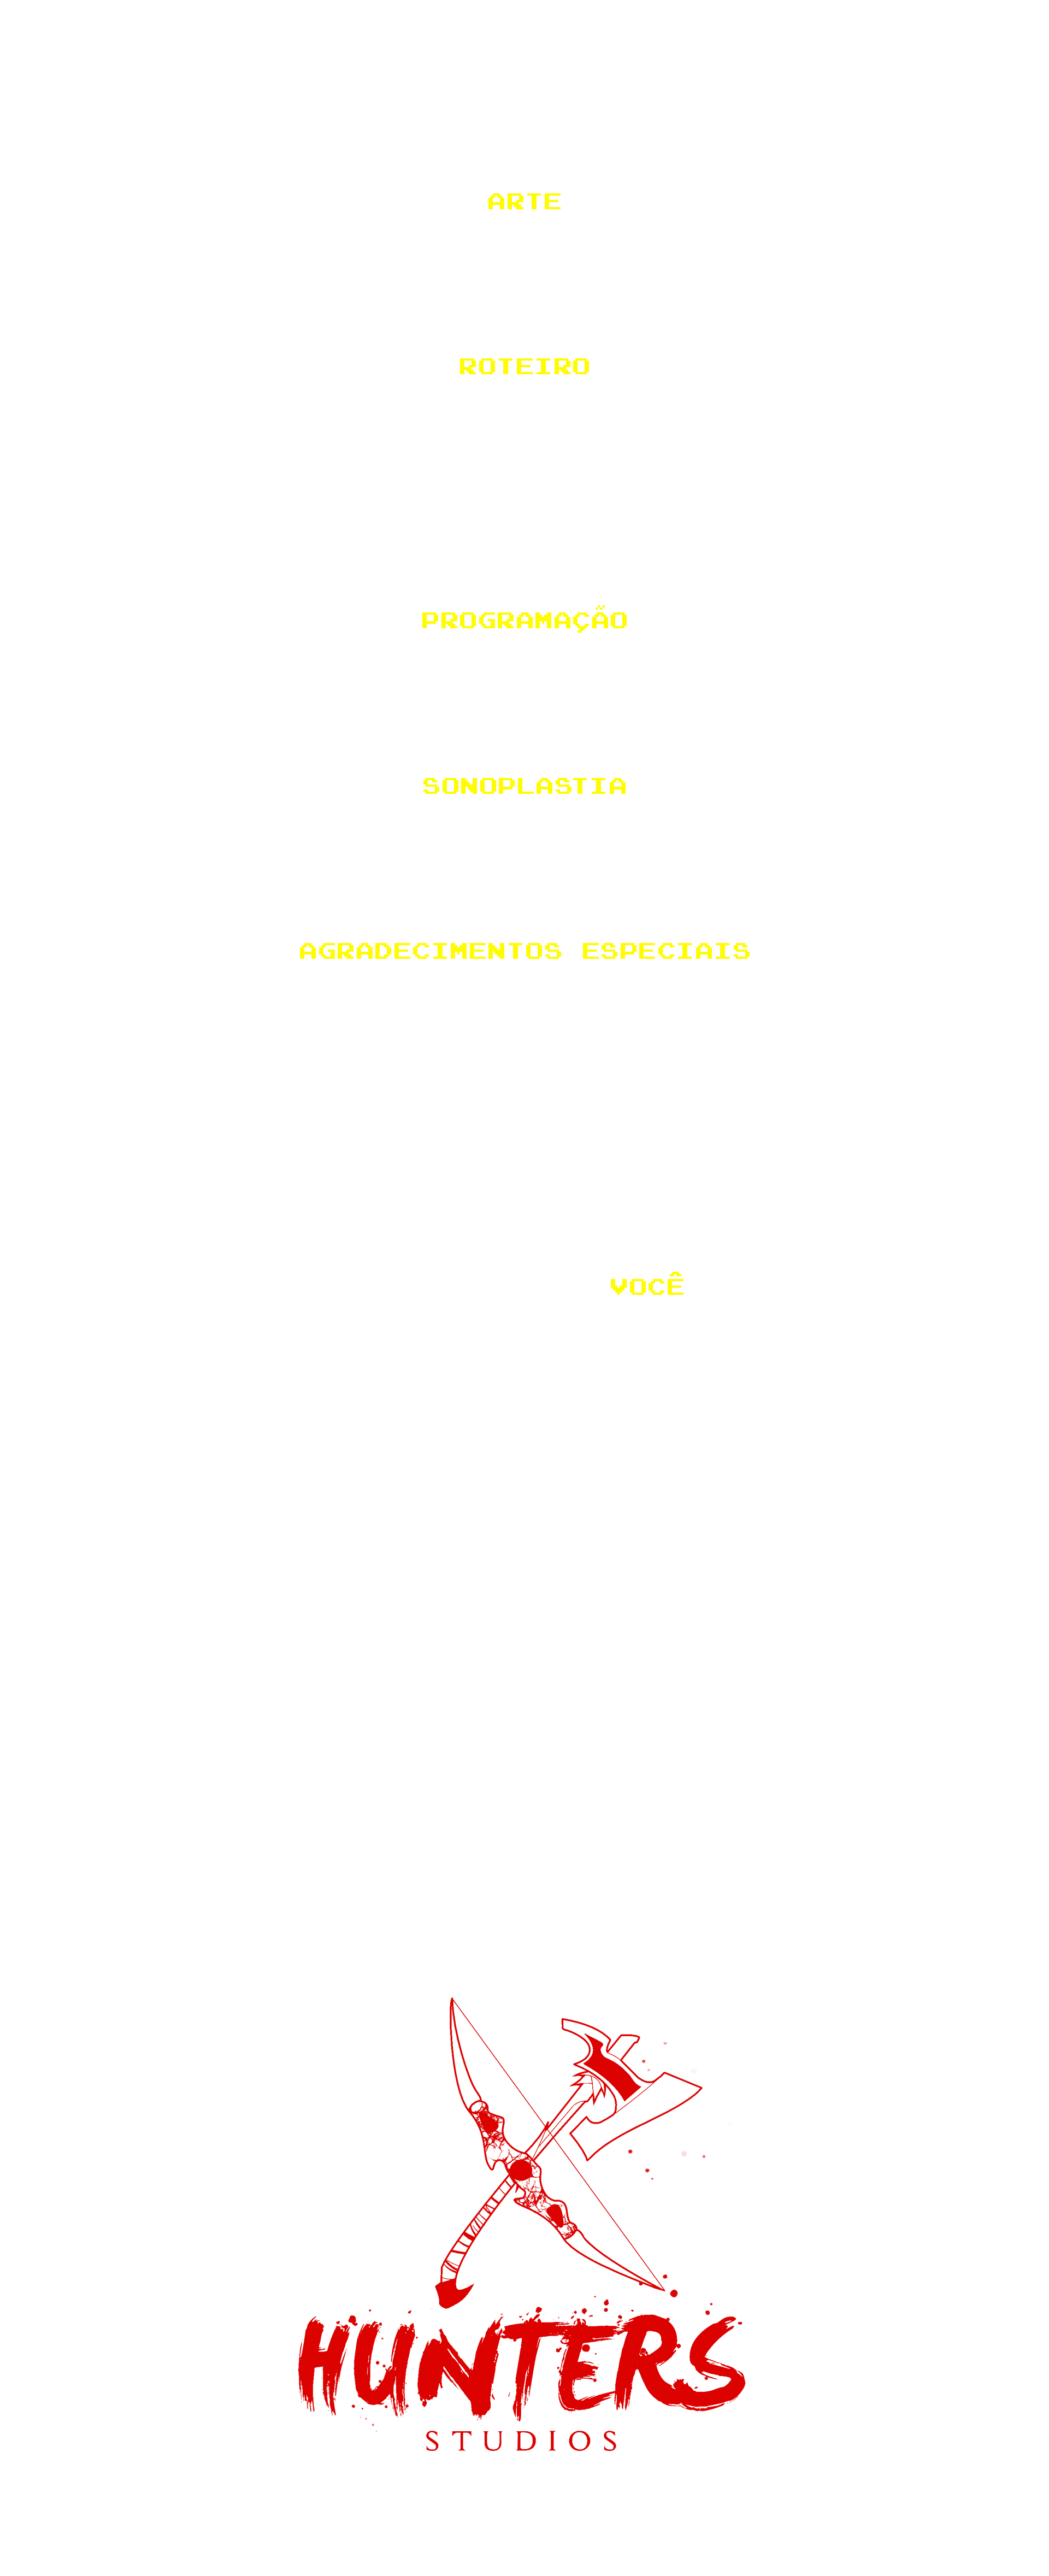 ARTE
ROTEIRO
PROGRAMAÇÃO
SONOPLASTIA
AGRADECIMENTOS ESPECIAIS
VOCÊ
HUNTERS
STUDIOS